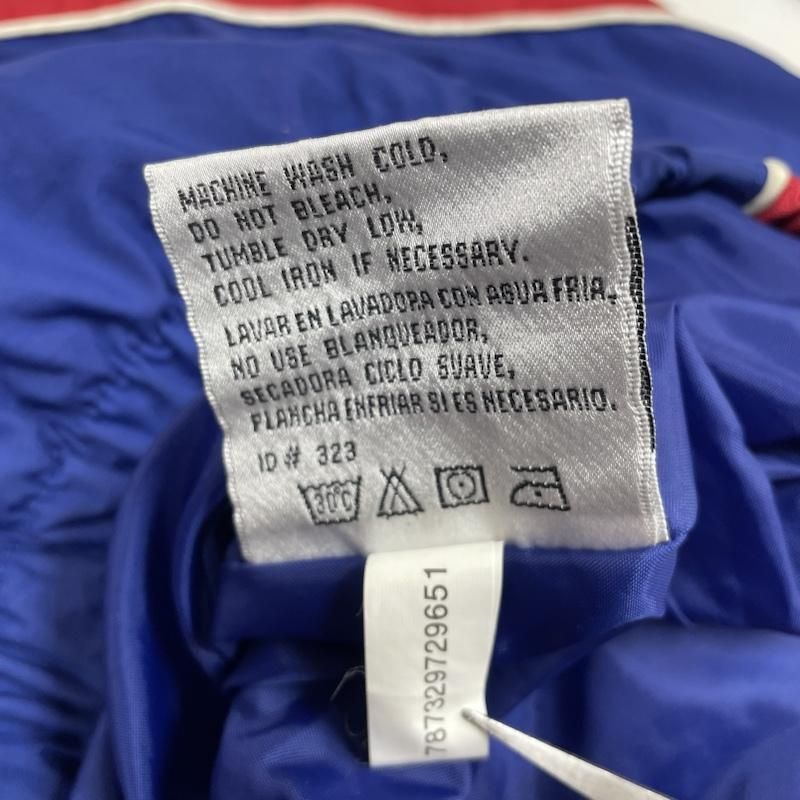 MACHINE WASH COLD,
DO NOT BLEACH,
TUMBLE DRY LOW,
COOL IRON IF NECESSARY.
LAVAR EN LAVADORA CON AGUA FRIA,
NO USE BLANQUEADOR,
SECADORA CICLO SUAVE,
PLANCHA ENFRIAR SI ES NECESARIO.
ID # 323
30°C
787329729651